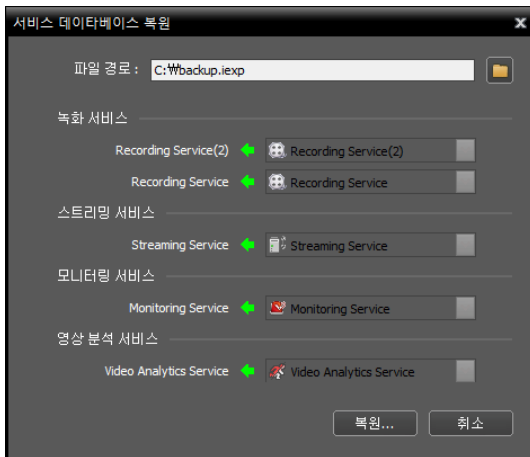 서비스 데이터베이스 복원 x
파일 경로 : C:₩backup.iexp
녹화 서비스
Recording Service(2) Recording Service(2)
Recording Service Recording Service
스트리밍 서비스
Streaming Service Streaming Service
모니터링 서비스
Monitoring Service Monitoring Service
영상 분석 서비스
Video Analytics Service Video Analytics Service
복원... 취소